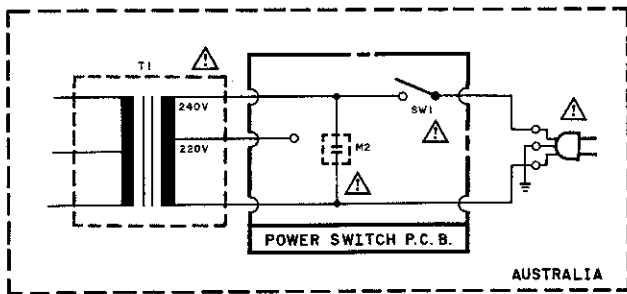 T1
240V
220V
SW1
M2
POWER SWITCH P.C.B.
AUSTRALIA